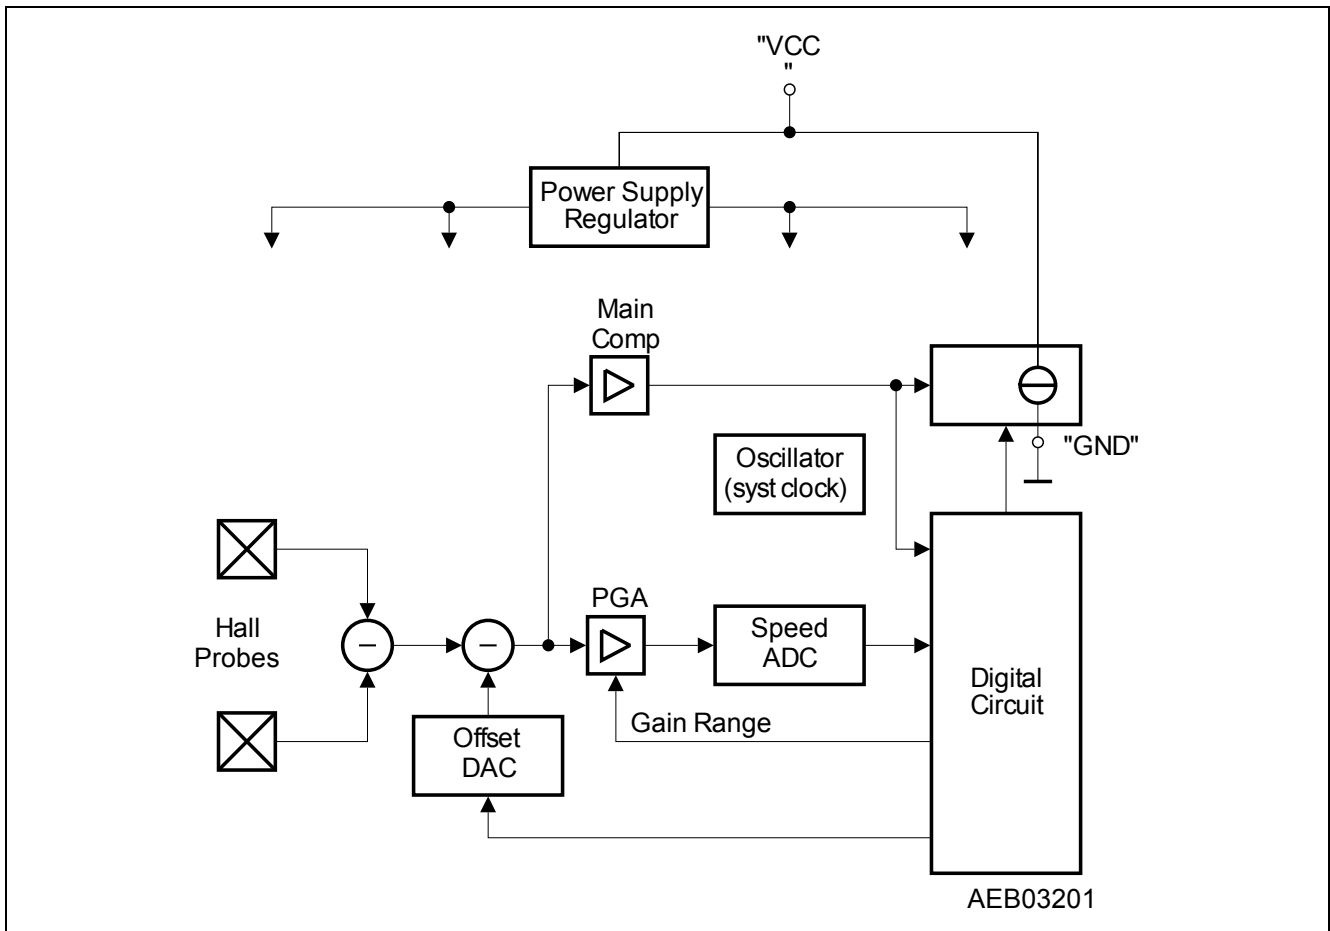 "VCC
"
Power Supply
Regulator
Main
Comp
"GND"
Oscillator
(syst clock)
PGA
Hall
Probes
Speed
ADC
Digital
Circuit
Gain Range
Offset
DAC
AEB03201